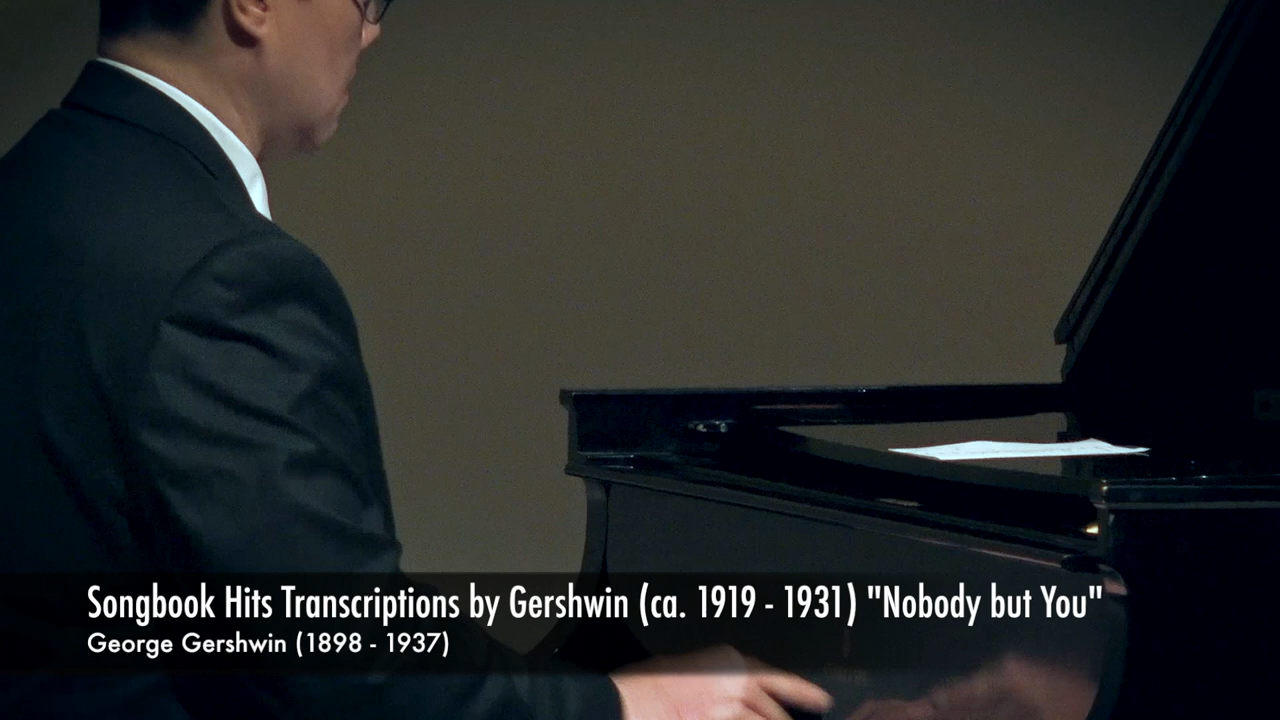 Songbook Hits Transcriptions by Gershwin (ca. 1919 - 1931) "Nobody but You"
George Gershwin (1898 - 1937)